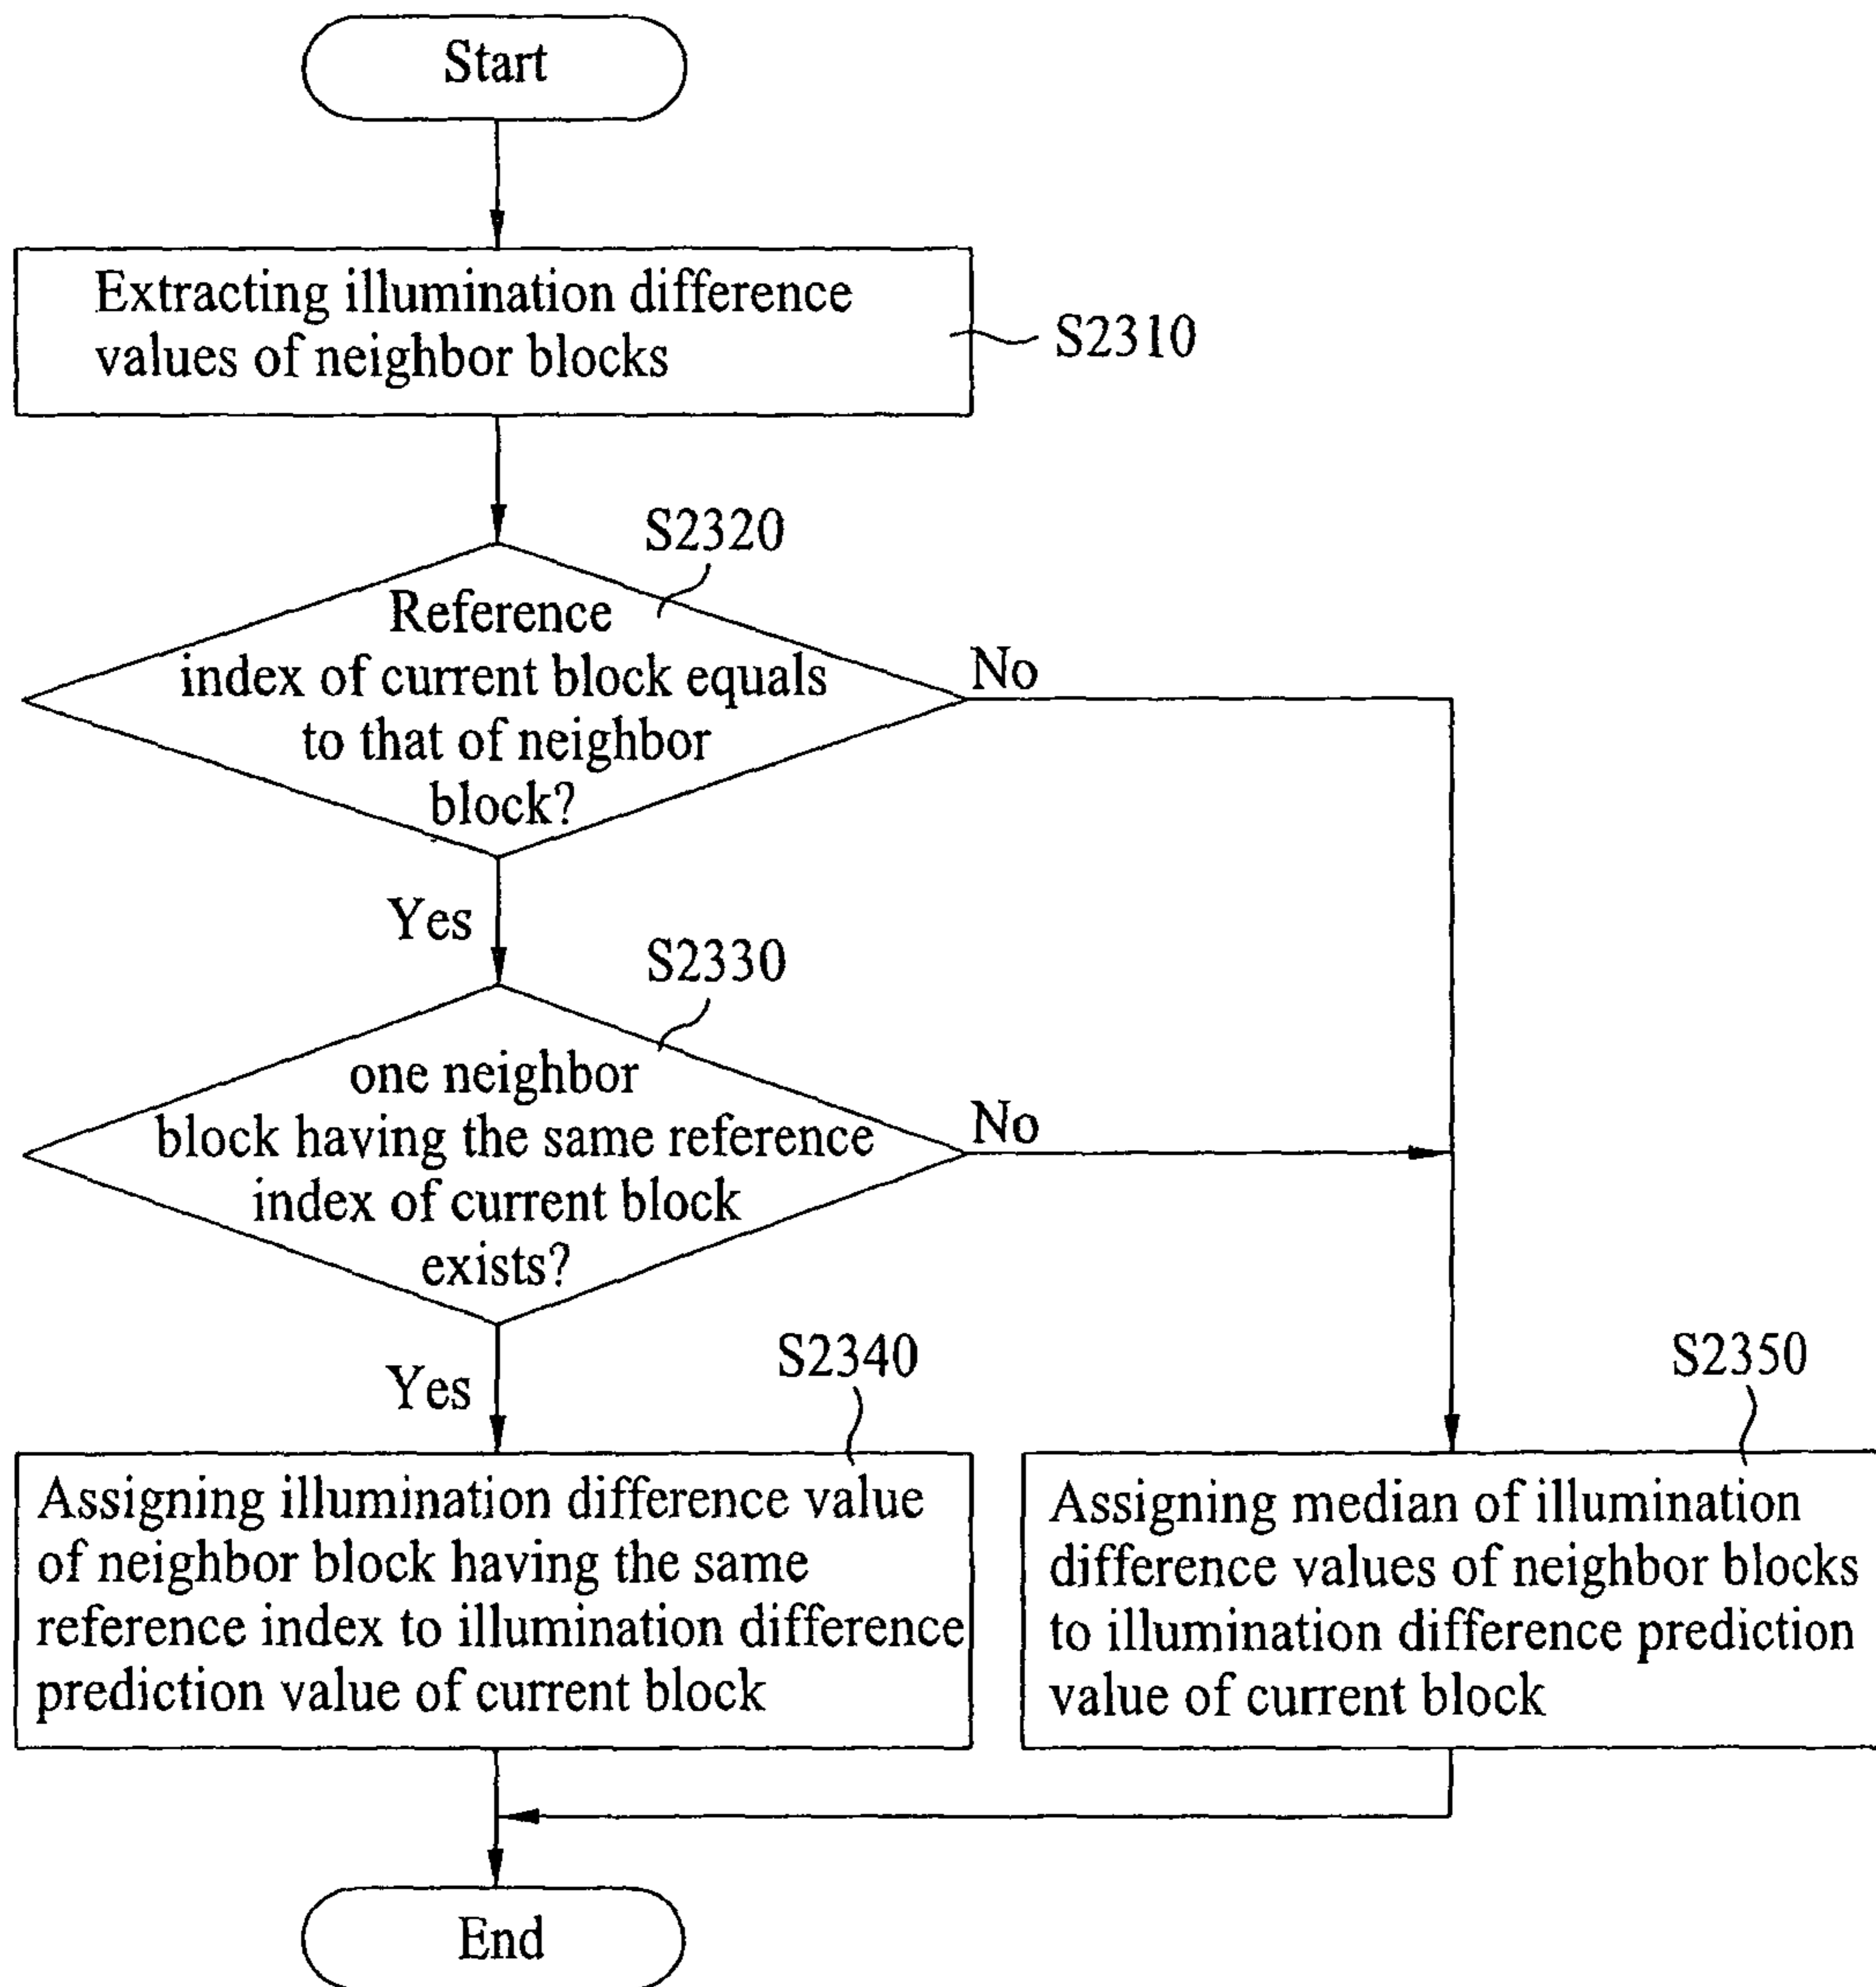 Start
Extracting illumination difference
values of neighbor blocks
S2310
S2320
Reference
index of current block equals
to that of neighbor
block?
No
Yes
S2330
one neighbor
block having the same reference
index of current block
exists?
No
Yes
S2340
Assigning illumination difference value
of neighbor block having the same
reference index to illumination difference
prediction value of current block
S2350
Assigning median of illumination
difference values of neighbor blocks
to illumination difference prediction
value of current block
End